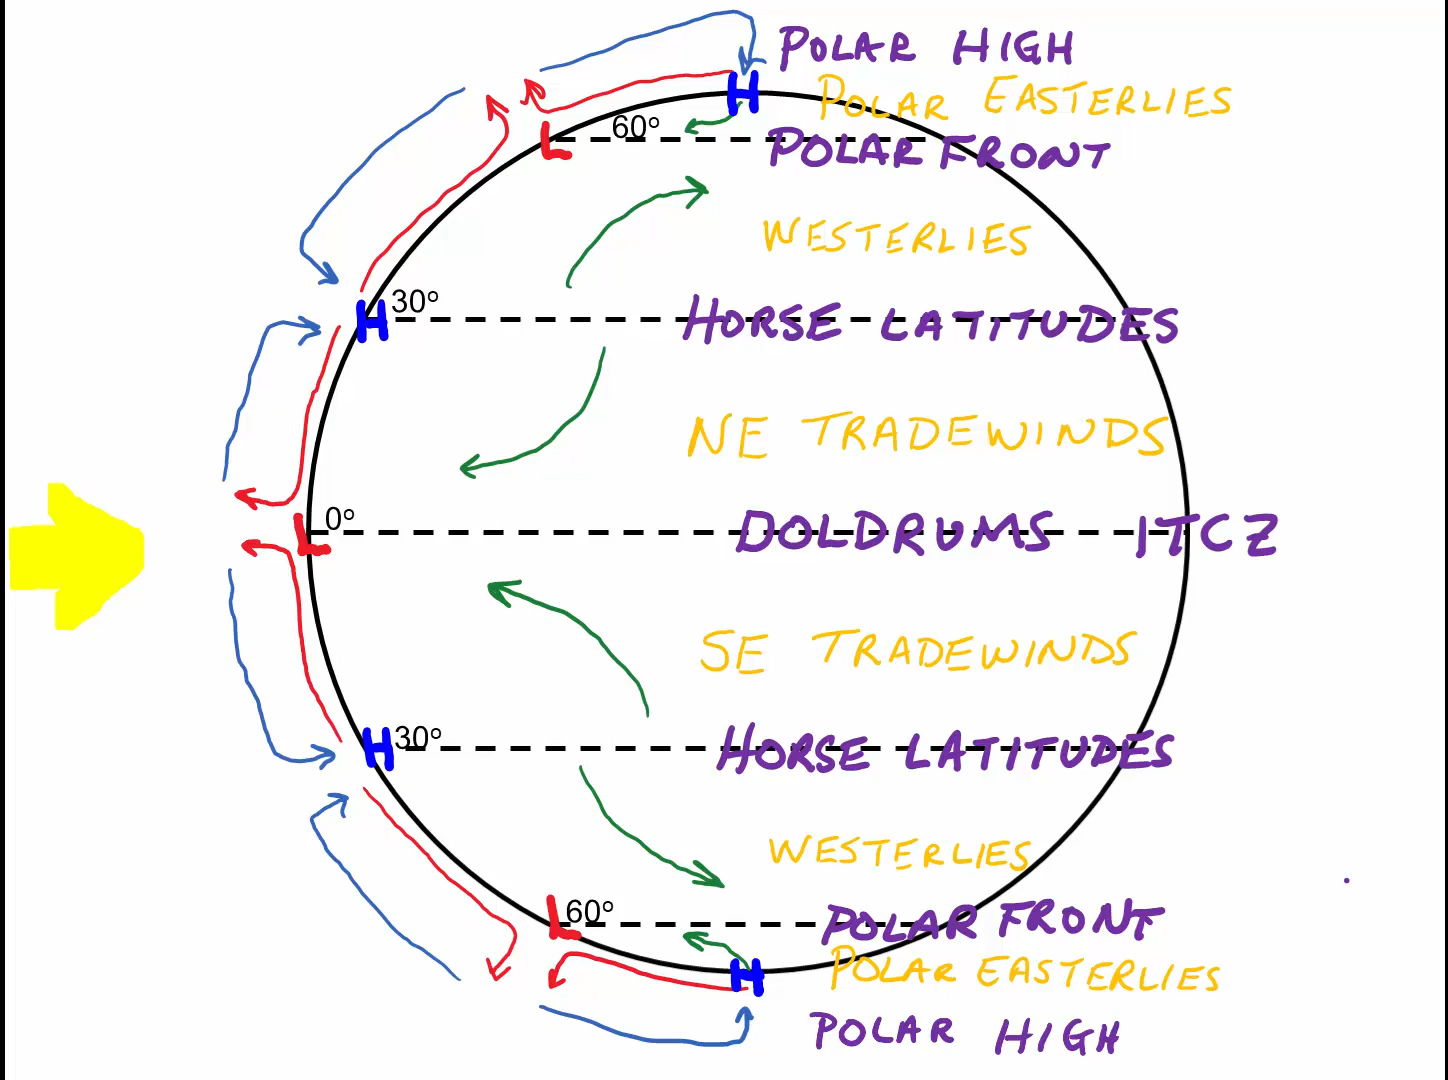 POLAR HIGH
H
POLAR EASTERLIES
60°
L
POLAR FRONT
WESTERLIES
30°
H
HORSE LATITUDES
NE TRADEWINDS
0°
L
DOLDRUMS ITCZ
SE TRADEWINDS
H
30°
HORSE LATITUDES
WESTERLIES
L
60°
POLAR FRONT
H
POLAR EASTERLIES
POLAR HIGH